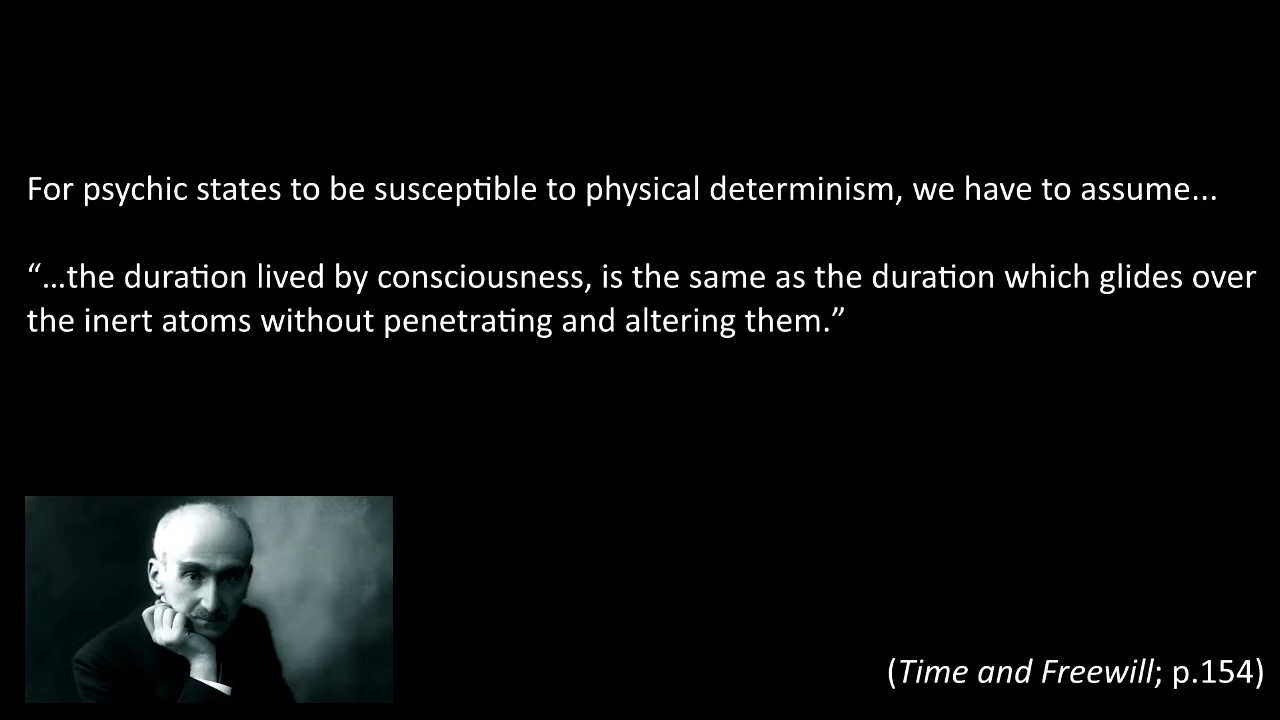 For psychic states to be susceptible to physical determinism, we have to assume...
“…the duration lived by consciousness, is the same as the duration which glides over
the inert atoms without penetrating and altering them.”
(Time and Freewill; p.154)